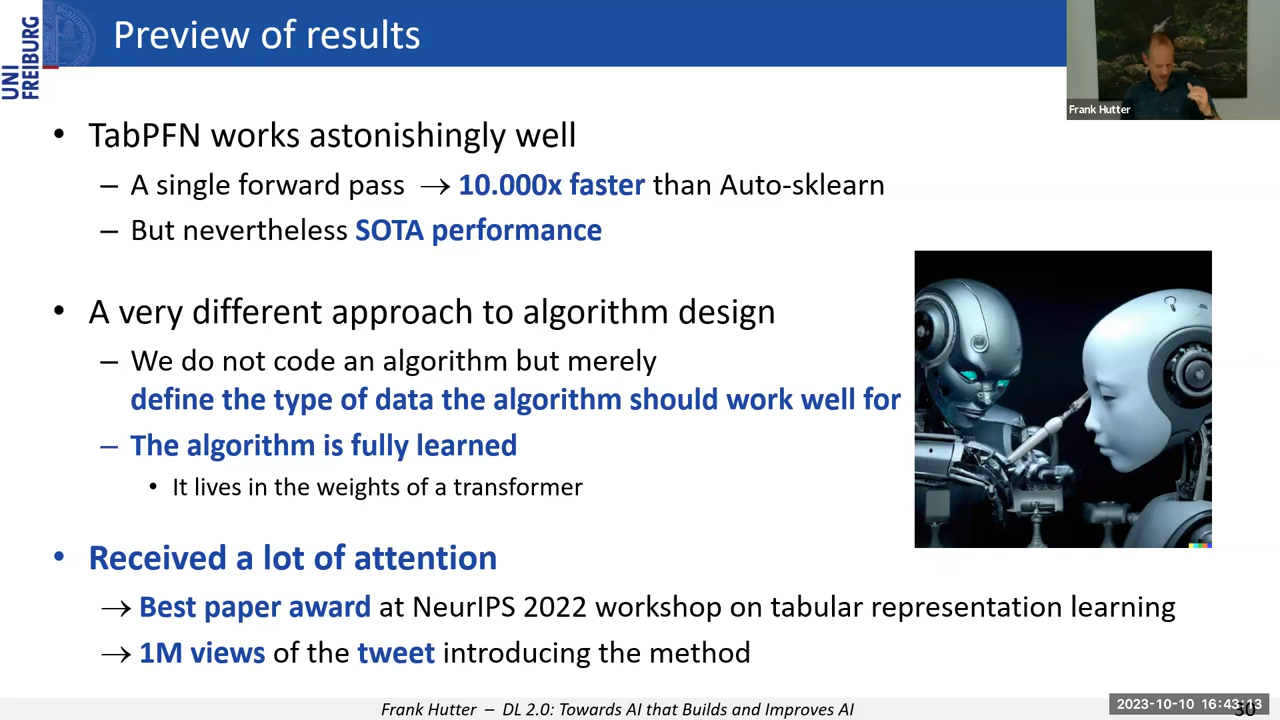 UNI
FREIBURG
Preview of results
Frank Hutter
• TabPFN works astonishingly well
– A single forward pass → 10.000x faster than Auto-sklearn
– But nevertheless SOTA performance
• A very different approach to algorithm design
– We do not code an algorithm but merely
define the type of data the algorithm should work well for
– The algorithm is fully learned
• It lives in the weights of a transformer
• Received a lot of attention
→ Best paper award at NeurIPS 2022 workshop on tabular representation learning
→ 1M views of the tweet introducing the method
Frank Hutter – DL 2.0: Towards AI that Builds and Improves AI
2023-10-10 16:43:13
30